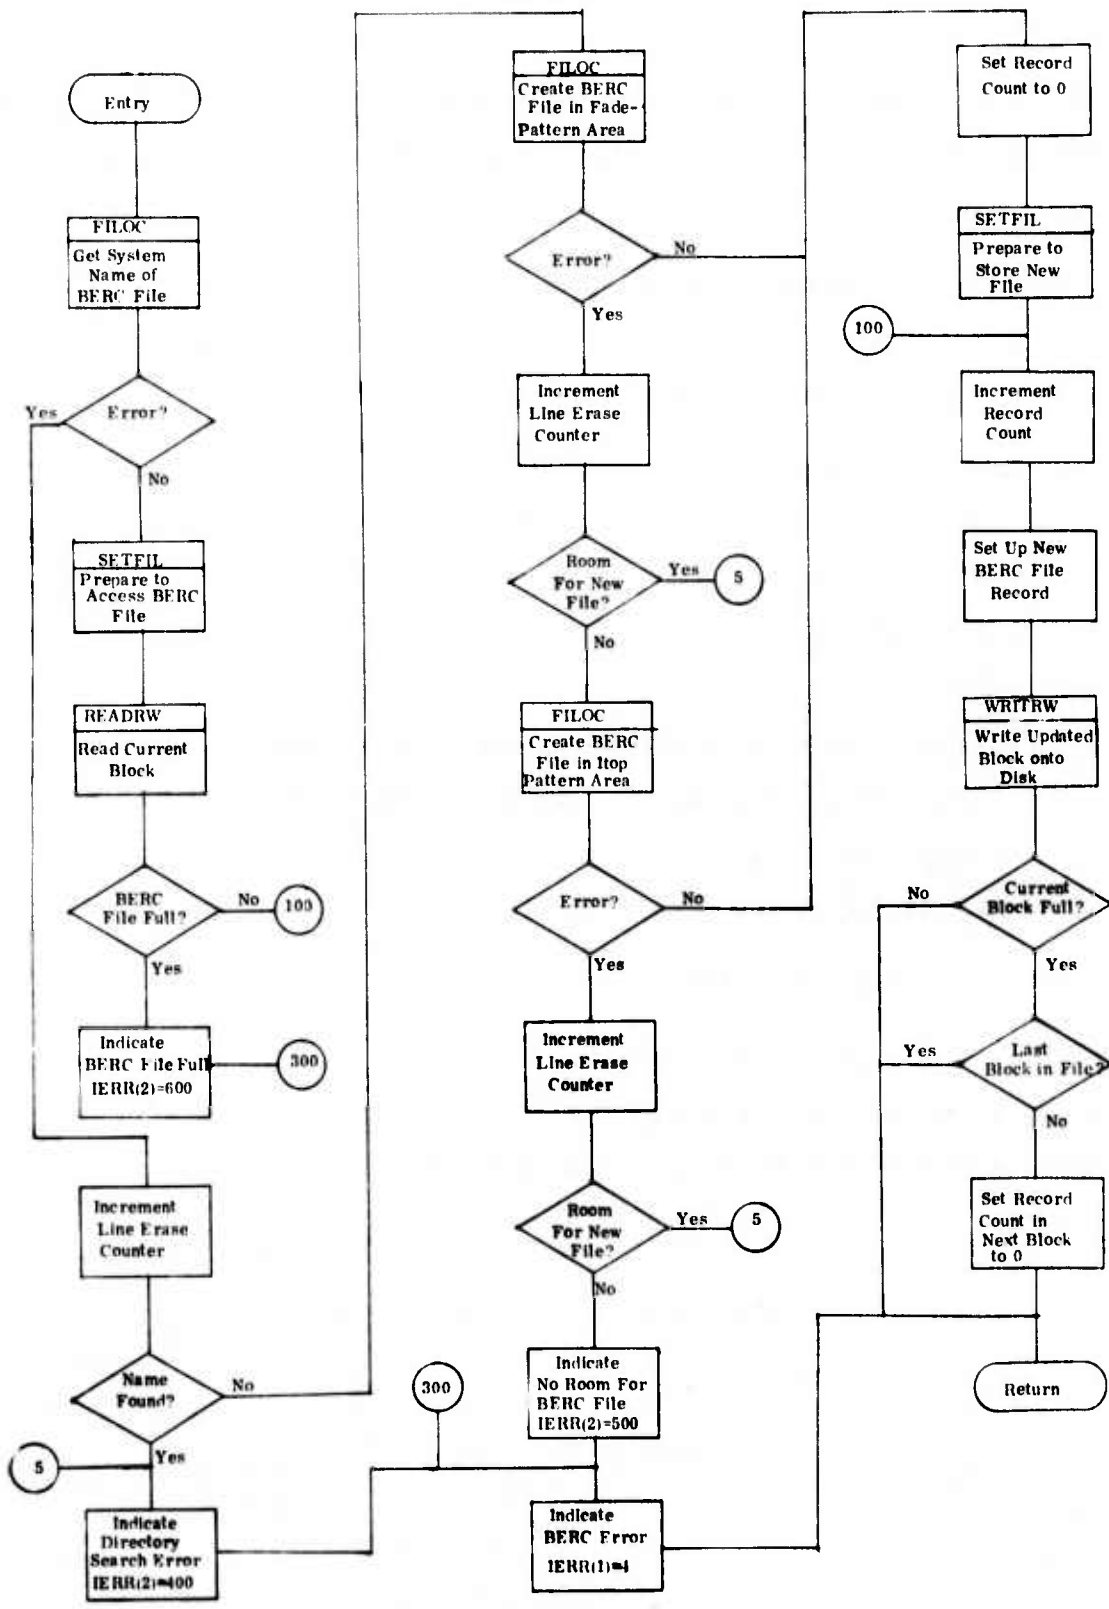 Entry
FILOC
Get System
Name of
BERC File
Error?
Yes
No
SETFIL
Prepare to
Access BERC
File
READRW
Read Current
Block
BERC
File Full?
No
100
Yes
Indicate
BERC File Full
IERR(2)=600
300
Increment
Line Erase
Counter
Name
Found?
No
Yes
5
Indicate
Directory
Search Error
IERR(2)=400
FILOC
Create BERC
File in Fade-
Pattern Area
Error?
No
Yes
Increment
Line Erase
Counter
Room
For New
File?
Yes
5
No
FILOC
Create BERC
File in Itop
Pattern Area
Error?
No
Yes
Increment
Line Erase
Counter
Room
For New
File?
Yes
5
No
Indicate
No Room For
BERC File
IERR(2)=500
300
Indicate
BERC Error
IERR(1)=4
Set Record
Count to 0
SETFIL
Prepare to
Store New
File
100
Increment
Record
Count
Set Up New
BERC File
Record
WRITRW
Write Updated
Block onto
Disk
Current
Block Full?
No
Yes
Last
Block in File?
Yes
No
Set Record
Count in
Next Block
to 0
Return